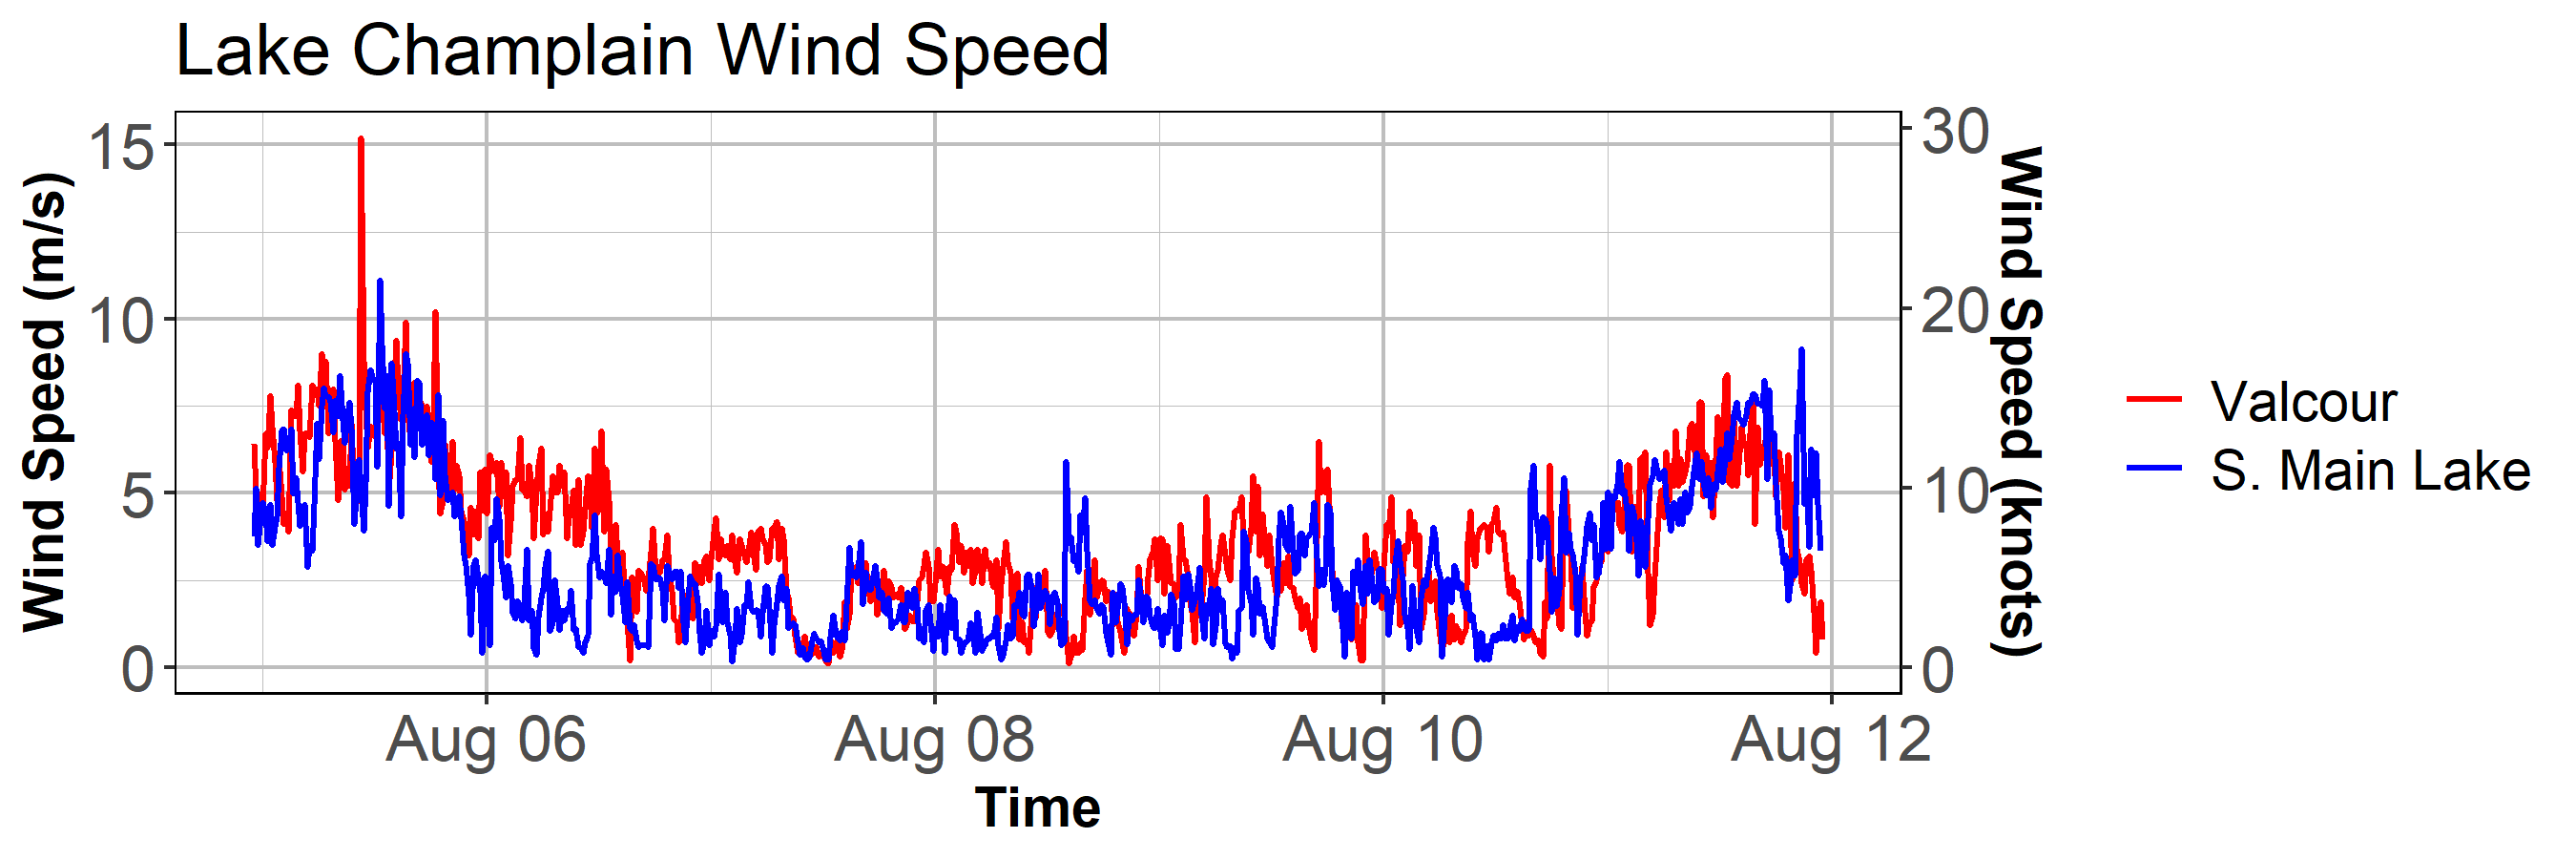 Lake Champlain Wind Speed
Wind Speed (m/s)
15
10
5
0
30
20
10
0
Wind Speed (knots)
Aug 06
Aug 08
Aug 10
Aug 12
Time
Valcour
S. Main Lake